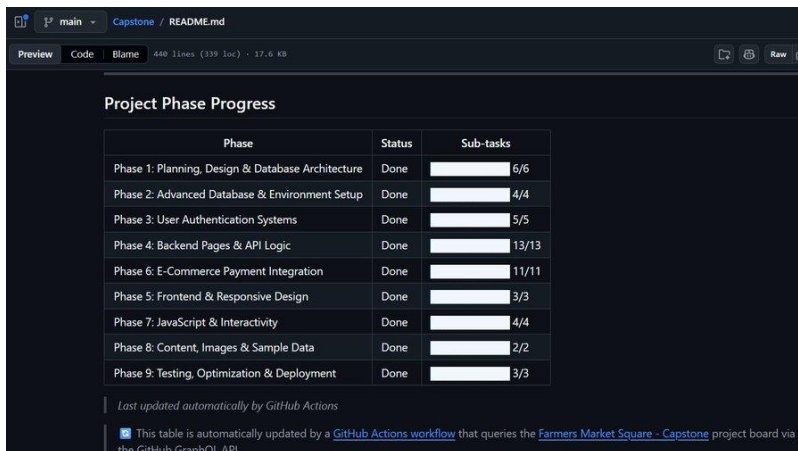 main
Capstone / README.md
Preview Code Blame 440 lines (339 loc) · 17.6 KB Raw
Project Phase Progress
Phase Status Sub-tasks
Phase 1: Planning, Design & Database Architecture Done 6/6
Phase 2: Advanced Database & Environment Setup Done 4/4
Phase 3: User Authentication Systems Done 5/5
Phase 4: Backend Pages & API Logic Done 13/13
Phase 6: E-Commerce Payment Integration Done 11/11
Phase 5: Frontend & Responsive Design Done 3/3
Phase 7: JavaScript & Interactivity Done 4/4
Phase 8: Content, Images & Sample Data Done 2/2
Phase 9: Testing, Optimization & Deployment Done 3/3
Last updated automatically by GitHub Actions
This table is automatically updated by a GitHub Actions workflow that queries the Farmers Market Square - Capstone project board via
the GitHub GraphQL API